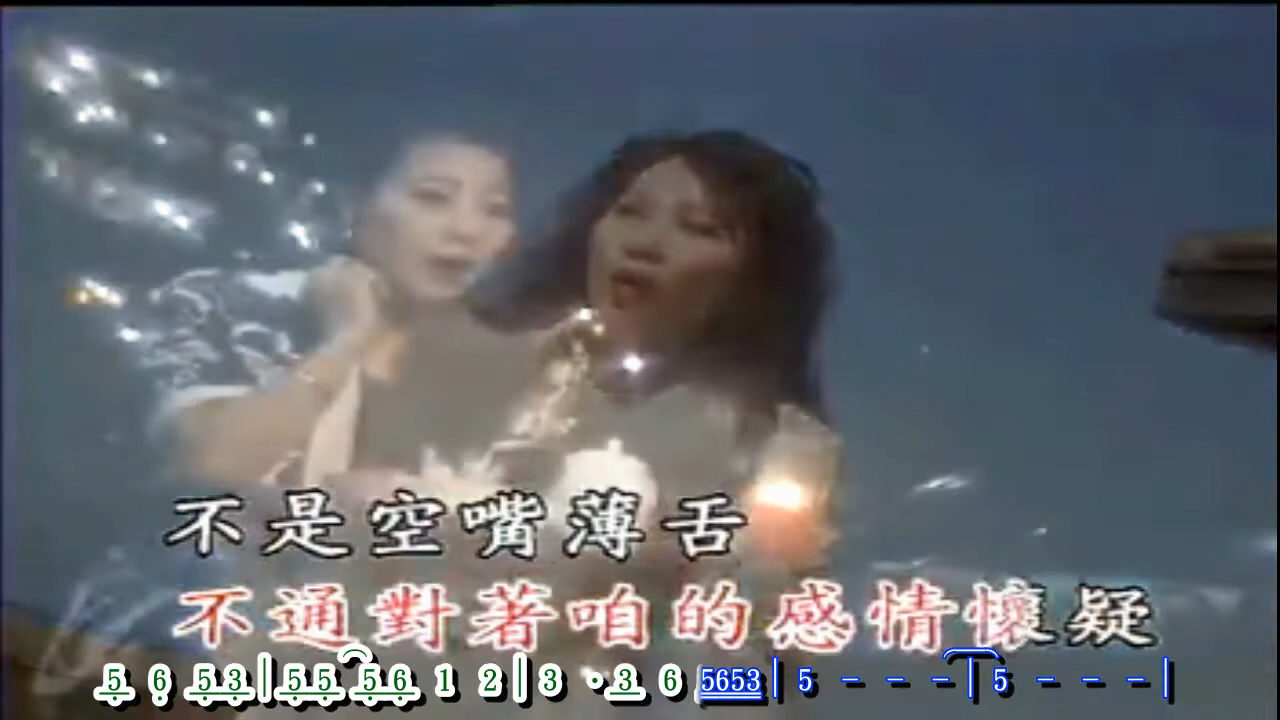 不是空嘴薄舌
不通對著咱的感情懷疑
5 6 53 | 55 56 1 2 | 3 · 3 6 5653 | 5 － － － | 5 － － － |